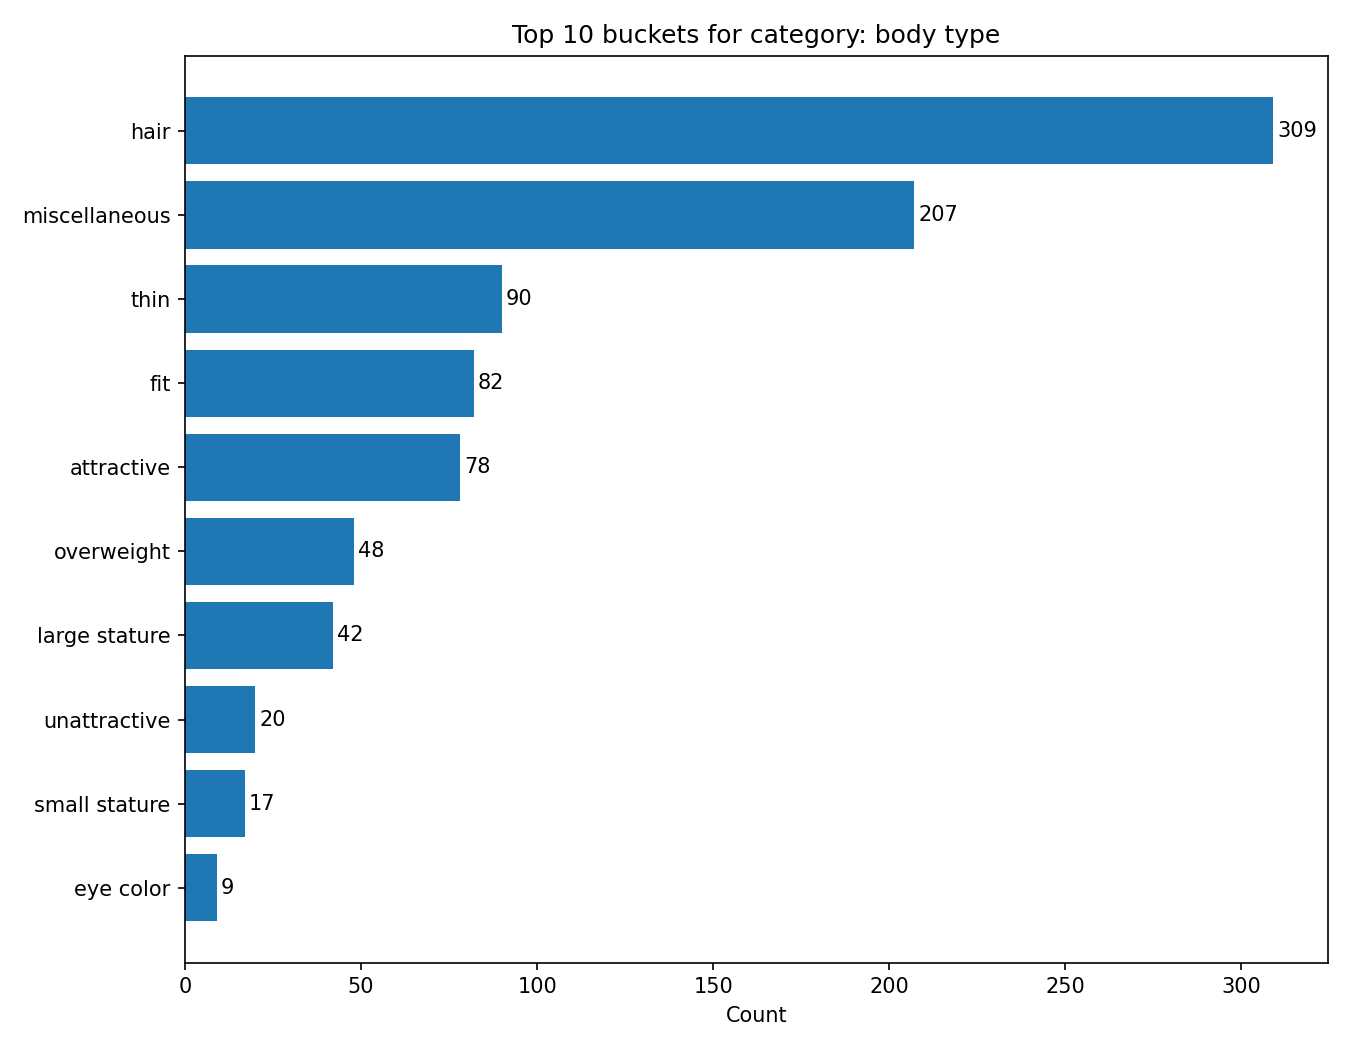 Top 10 buckets for category: body type
hair 309
miscellaneous 207
thin 90
fit 82
attractive 78
overweight 48
large stature 42
unattractive 20
small stature 17
eye color 9
0 50 100 150 200 250 300
Count